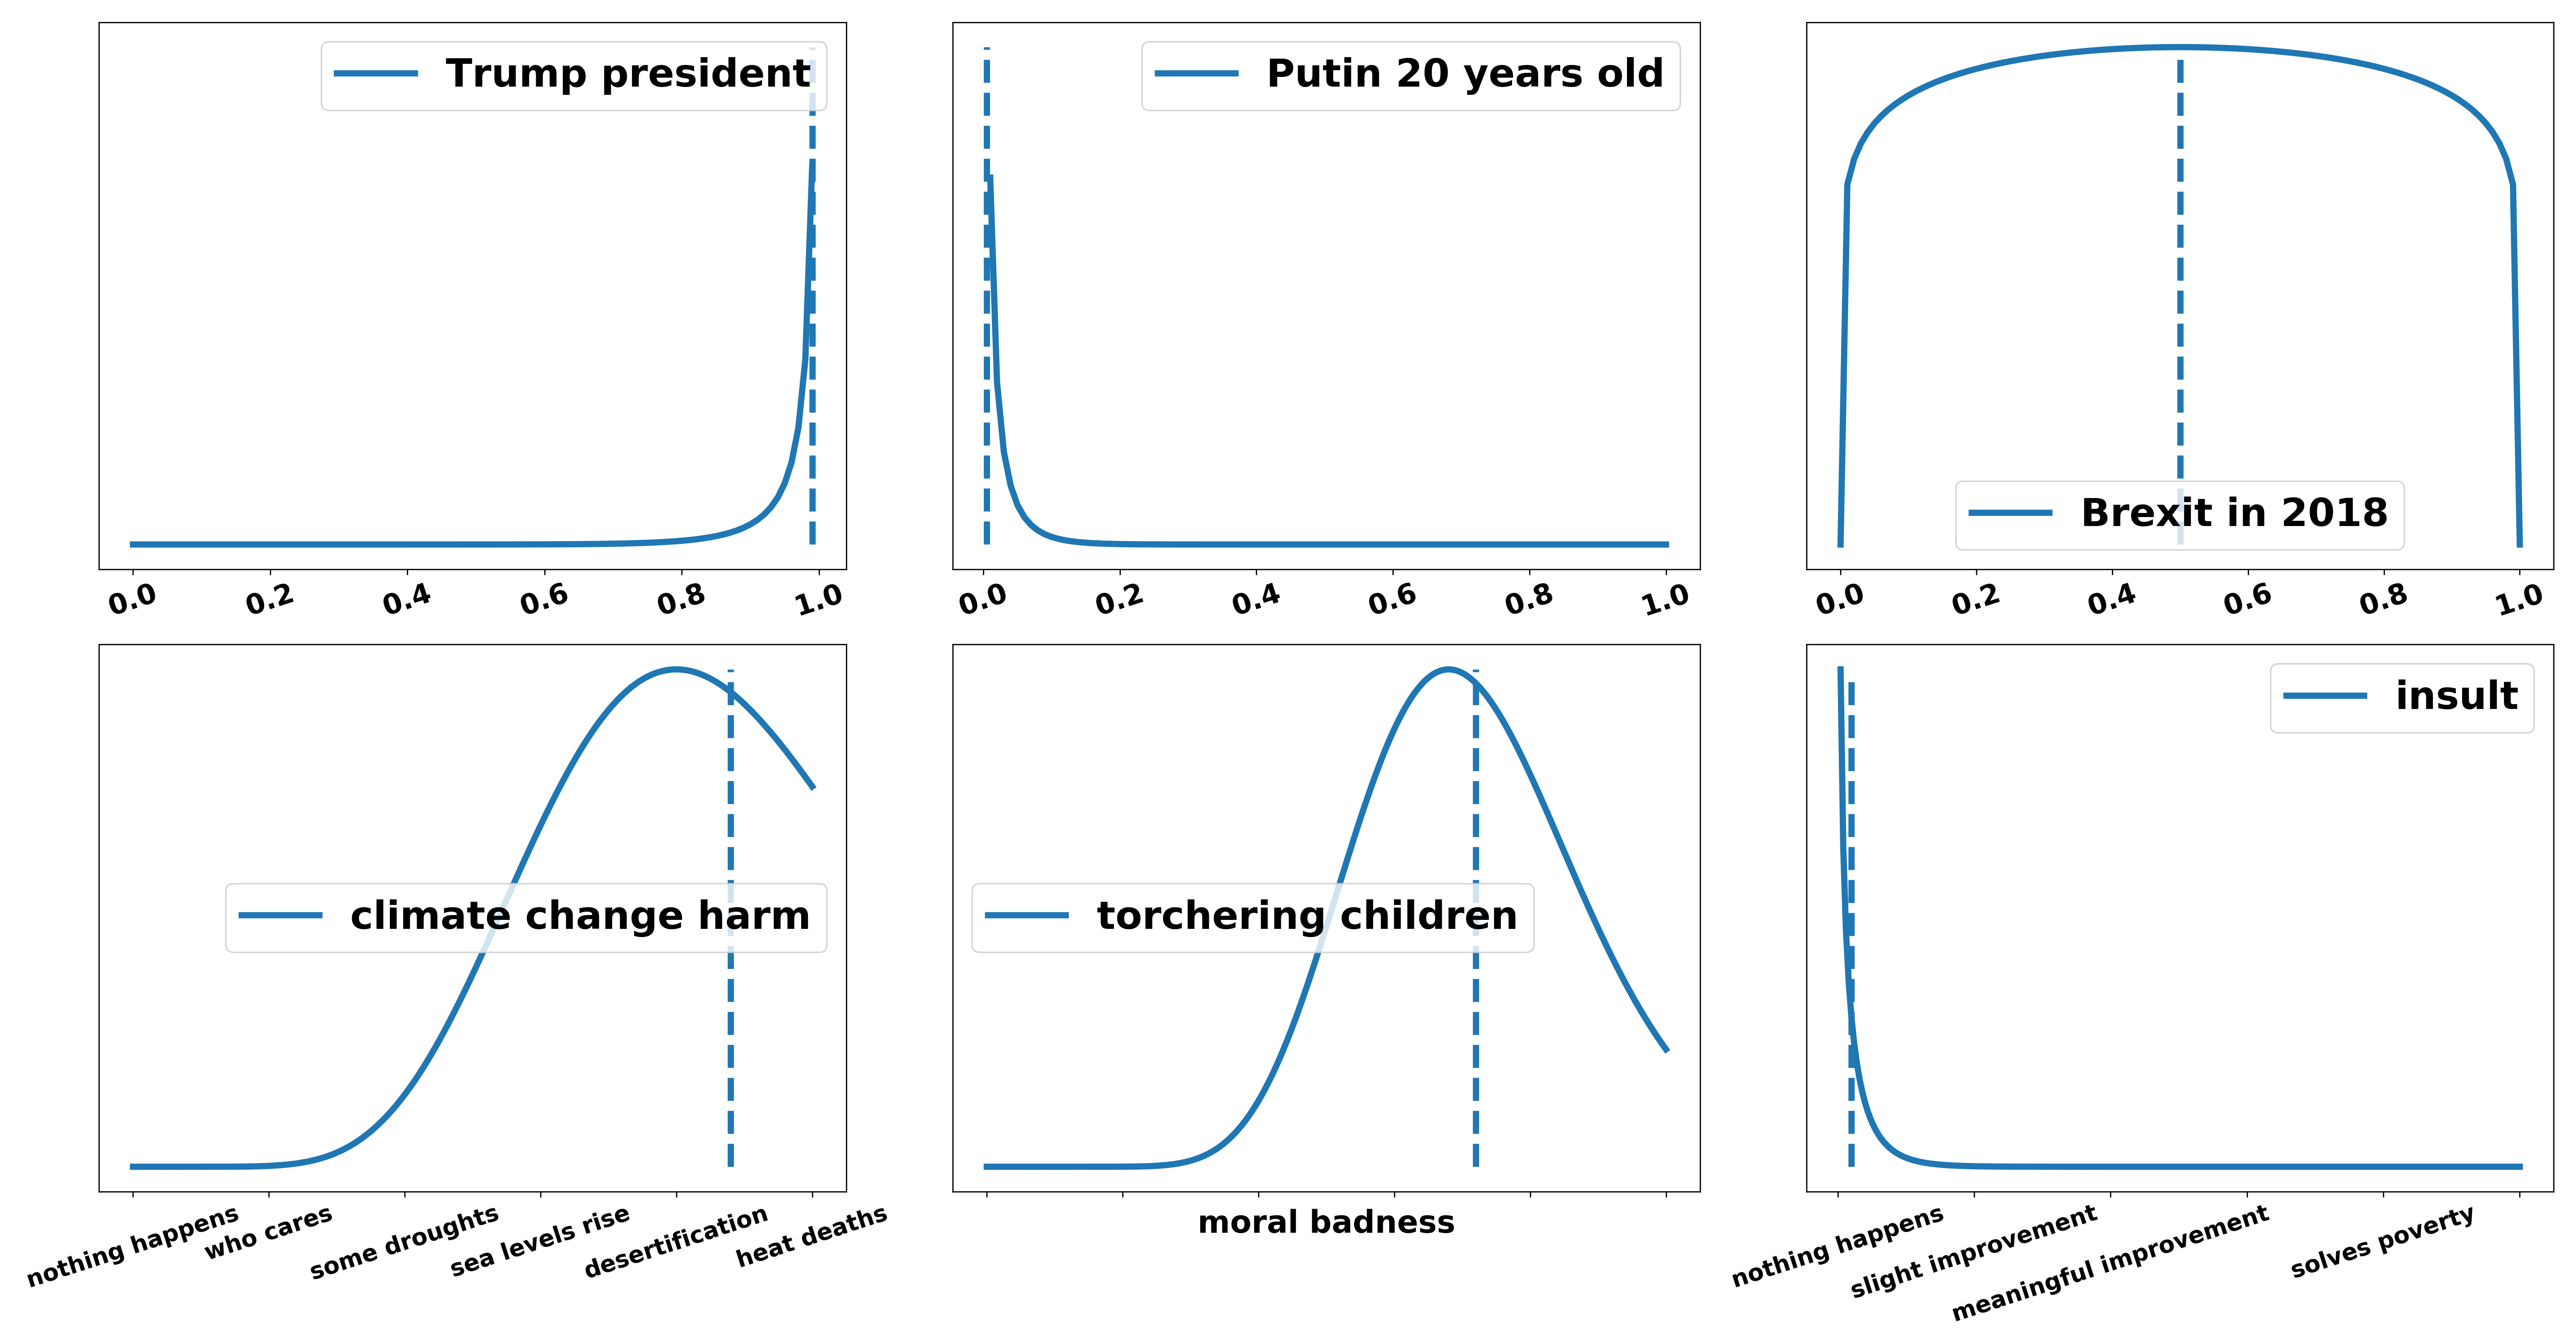 Trump president
0.0 0.2 0.4 0.6 0.8 1.0
Putin 20 years old
0.0 0.2 0.4 0.6 0.8 1.0
Brexit in 2018
0.0 0.2 0.4 0.6 0.8 1.0
climate change harm
nothing happens
who cares
some droughts
sea levels rise
desertification
heat deaths
torchering children
moral badness
insult
nothing happens
slight improvement
meaningful improvement
solves poverty